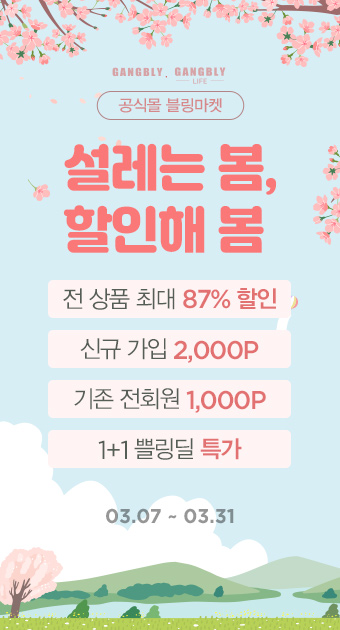 GANGBLY. GANGBLY
LIFE
공식몰 블링마켓
설레는 봄,
할인해 봄
전 상품 최대 87% 할인
신규 가입 2,000P
기존 전회원 1,000P
1+1 쁠링딜 특가
03.07 ~ 03.31